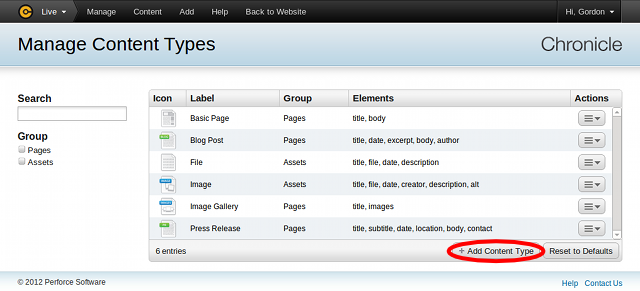 Live Manage Content Add Help Back to Website Hi, Gordon
Manage Content Types Chronicle
Search
Group
Pages
Assets
Icon Label Group Elements Actions
Basic Page Pages title, body
Blog Post Pages title, date, excerpt, body, author
File Assets title, file, date, description
Image Assets title, file, date, creator, description, alt
Image Gallery Pages title, images
Press Release Pages title, subtitle, date, location, body, contact
6 entries + Add Content Type Reset to Defaults
© 2012 Perforce Software Help Contact Us